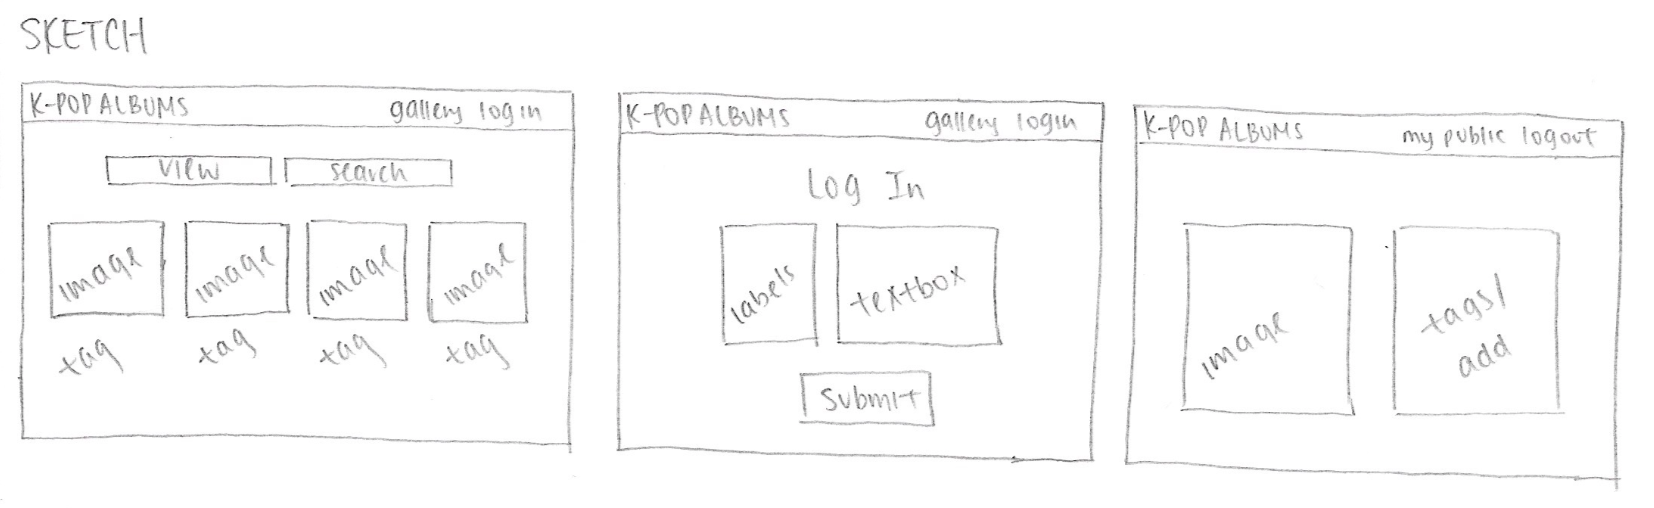 SKETCH
K-POP ALBUMS gallery login
view search
image image image image
tag tag tag tag
K-POP ALBUMS gallery login
Log In
labels textbox
submit
K-POP ALBUMS my public logout
image tags/
add